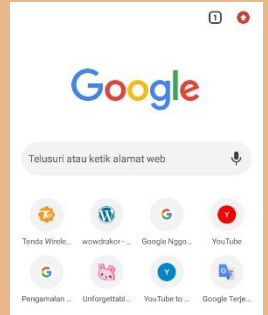 1
Google
Telusuri atau ketik alamat web
Tenda Wirele... wowdrakor -... Google Nggo... YouTube
Pengamalan ... Unforgettabl... YouTube to ... Google Terje...